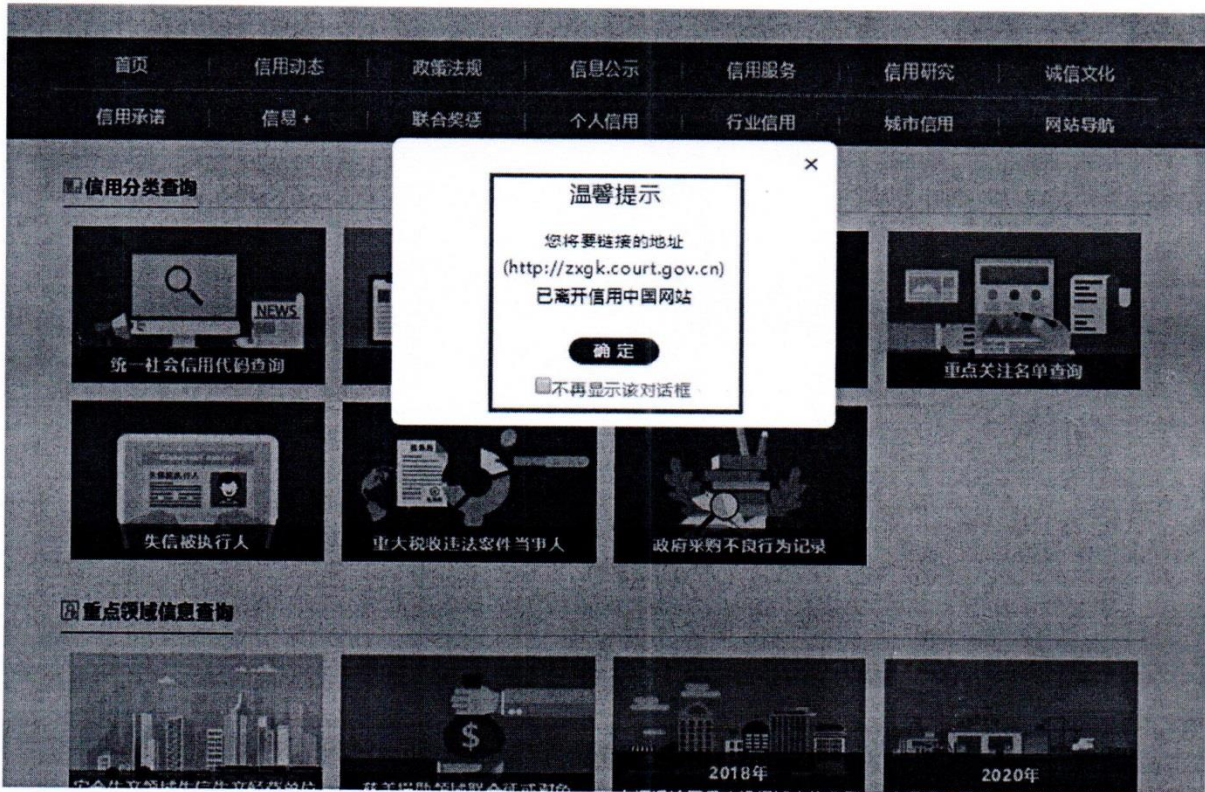 首页 信用动态 政策法规 信息公示 信用服务 信用研究 诚信文化
信用承诺 信易 + 联合奖惩 个人信用 行业信用 城市信用 网站导航
×
温馨提示
您将要链接的地址
(http://zxgk.court.gov.cn)
已离开信用中国网站
确定
不再显示该对话框
信用分类查询
NEWS
统一社会信用代码查询
重点关注名单查询
失信被执行人
失信被执行人
重大税收违法案件当事人
政府采购不良行为记录
重点领域信息查询
$
2018年
2020年